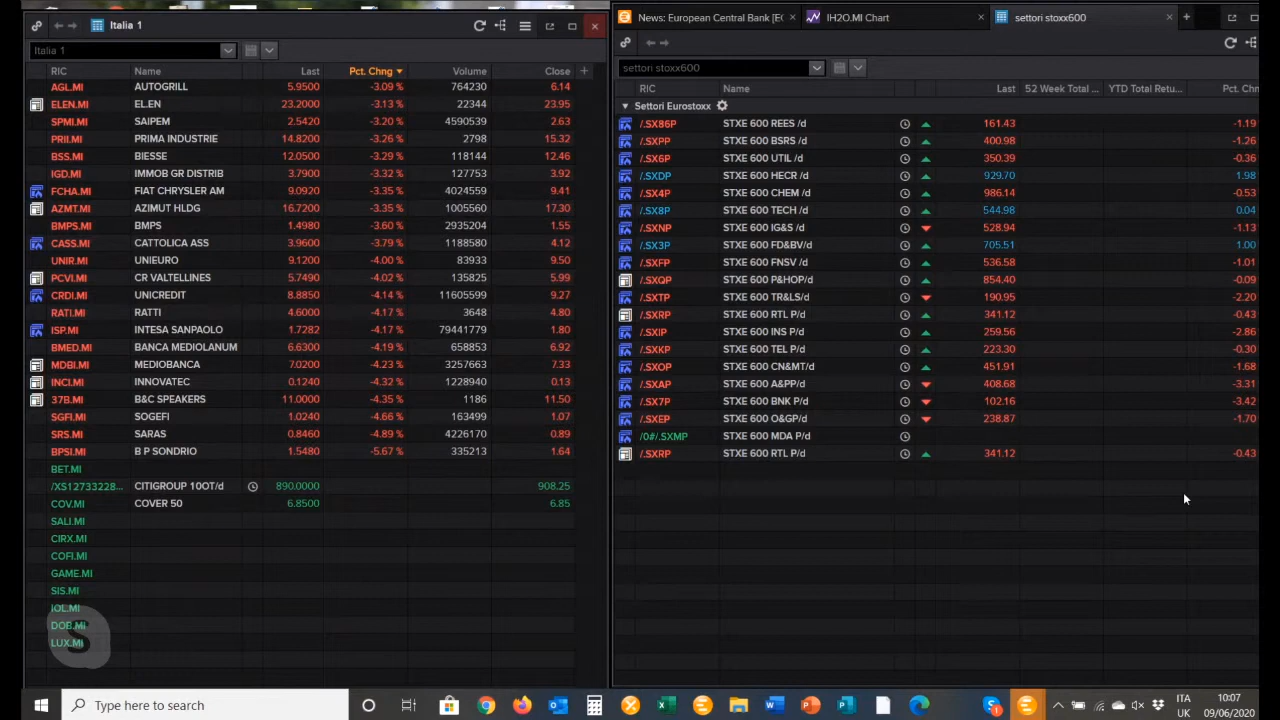 Italia 1
Italia 1
RIC Name Last Pct. Chng Volume Close +
AGL.MI AUTOGRILL 5.9500 -3.09 % 764230 6.14
ELEN.MI EL.EN 23.2000 -3.13 % 22344 23.95
SPMI.MI SAIPEM 2.5420 -3.20 % 4590539 2.63
PRII.MI PRIMA INDUSTRIE 14.8200 -3.26 % 2798 15.32
BSS.MI BIESSE 12.0500 -3.29 % 118144 12.46
IGD.MI IMMOB GR DISTRIB 3.7900 -3.32 % 127753 3.92
FCHA.MI FIAT CHRYSLER AM 9.0920 -3.35 % 4024559 9.41
AZMT.MI AZIMUT HLDG 16.7200 -3.35 % 1005560 17.30
BMPS.MI BMPS 1.4980 -3.60 % 2935204 1.55
CASS.MI CATTOLICA ASS 3.9600 -3.79 % 1188580 4.12
UNIR.MI UNIEURO 9.1200 -4.00 % 83933 9.50
PCVI.MI CR VALTELLINES 5.7490 -4.02 % 135825 5.99
CRDI.MI UNICREDIT 8.8850 -4.14 % 11605599 9.27
RATI.MI RATTI 4.6000 -4.17 % 3648 4.80
ISP.MI INTESA SANPAOLO 1.7282 -4.17 % 79441779 1.80
BMED.MI BANCA MEDIOLANUM 6.6300 -4.19 % 658853 6.92
MDBI.MI MEDIOBANCA 7.0200 -4.23 % 3257663 7.33
INCI.MI INNOVATEC 0.1240 -4.32 % 1228940 0.13
37B.MI B&C SPEAKERS 11.0000 -4.35 % 1186 11.50
SGFI.MI SOGEFI 1.0240 -4.66 % 163499 1.07
SRS.MI SARAS 0.8460 -4.89 % 4226170 0.89
BPSI.MI B P SONDRIO 1.5480 -5.67 % 335213 1.64
BET.MI
/XS12733228... CITIGROUP 10OT/d 890.0000 908.25
COV.MI COVER 50 6.8500 6.85
SALI.MI
CIRX.MI
COFI.MI
GAME.MI
SIS.MI
IOL.MI
DOB.MI
LUX.MI
S
News: European Central Bank [EC × IH2O.MI Chart × settori stoxx600 × +
settori stoxx600
RIC Name Last 52 Week Total ... YTD Total Retu... Pct. Chn
Settori Eurostoxx
/.SX86P STXE 600 REES /d 161.43 -1.19
/.SXPP STXE 600 BSRS /d 400.98 -1.26
/.SX6P STXE 600 UTIL /d 350.39 -0.36
/.SXDP STXE 600 HECR /d 929.70 1.98
/.SX4P STXE 600 CHEM /d 986.14 -0.53
/.SX8P STXE 600 TECH /d 544.98 0.04
/.SXNP STXE 600 IG&S /d 528.94 -1.13
/.SX3P STXE 600 FD&BV/d 705.51 1.00
/.SXFP STXE 600 FNSV /d 536.58 -1.01
/.SXQP STXE 600 P&HOP/d 854.40 -0.09
/.SXTP STXE 600 TR&LS/d 190.95 -2.20
/.SXRP STXE 600 RTL P/d 341.12 -0.43
/.SXIP STXE 600 INS P/d 259.56 -2.86
/.SXKP STXE 600 TEL P/d 223.30 -0.30
/.SXOP STXE 600 CN&MT/d 451.91 -1.68
/.SXAP STXE 600 A&PP/d 408.68 -3.31
/.SX7P STXE 600 BNK P/d 102.16 -3.42
/.SXEP STXE 600 O&GP/d 238.87 -1.70
/0#/.SXMP STXE 600 MDA P/d
/.SXRP STXE 600 RTL P/d 341.12 -0.43
Type here to search
ITA
UK
10:07
09/06/2020